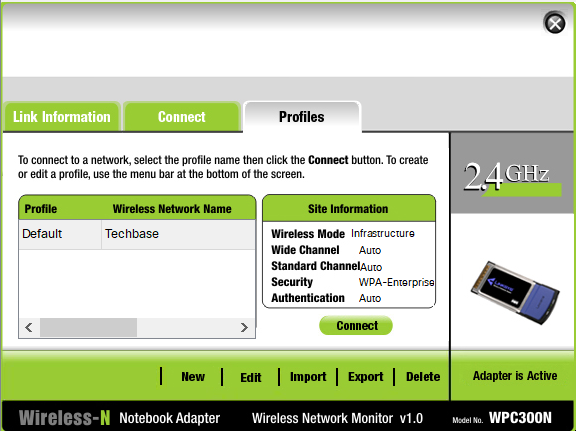 Link Information Connect Profiles
To connect to a network, select the profile name then click the Connect button. To create
or edit a profile, use the menu bar at the bottom of the screen.
2.4GHz
Profile Wireless Network Name
Default Techbase
Site Information
Wireless Mode Infrastructure
Wide Channel Auto
Standard Channel Auto
Security WPA-Enterprise
Authentication Auto
Connect
New Edit Import Export Delete
Adapter is Active
Wireless-N Notebook Adapter Wireless Network Monitor v1.0 Model No. WPC300N